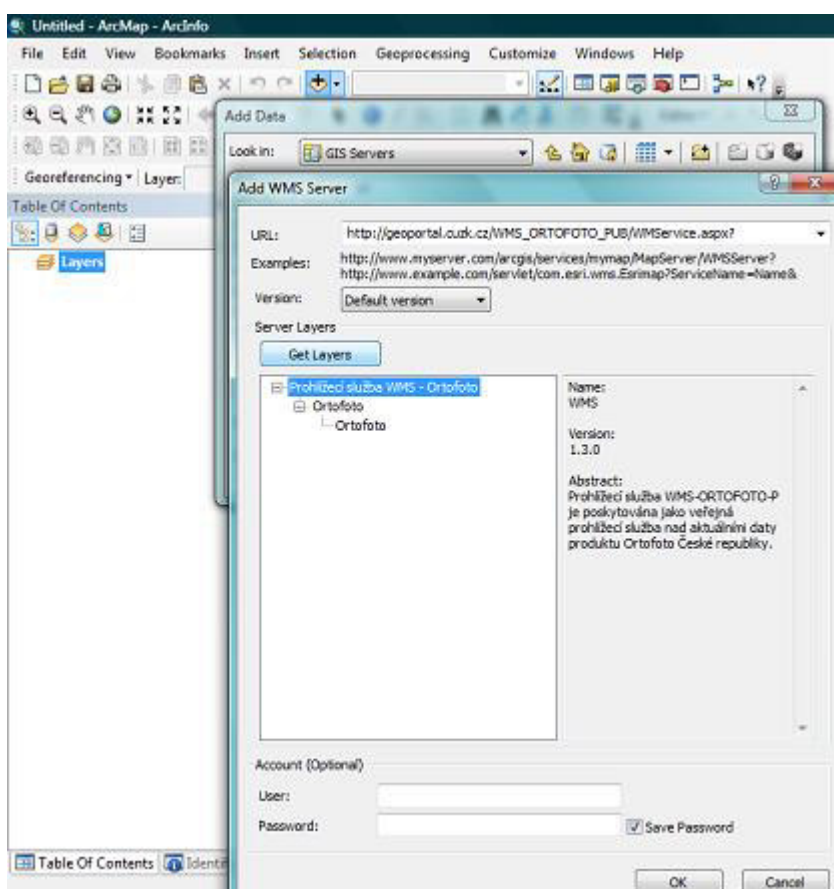 Untitled - ArcMap - ArcInfo
File Edit View Bookmarks Insert Selection Geoprocessing Customize Windows Help
Add Data
Look in: GIS Servers
Georeferencing Layer:
Add WMS Server
Table Of Contents
Layers
URL: http://geoportal.cuzk.cz/WMS_ORTOFOTO_PUB/WMService.aspx?
Examples: http://www.myserver.com/arcgis/services/mymap/MapServer/WMSServer?
http://www.example.com/servlet/com.esri.wms.Esrimap?ServiceName=Name&
Version: Default version
Server Layers
Get Layers
Prohlížecí služba WMS - Ortofoto
Ortofoto
Ortofoto
Name:
WMS
Version:
1.3.0
Abstract:
Prohlížecí služba WMS-ORTOFOTO-P
je poskytována jako veřejná
prohlížecí služba nad aktuálními daty
produktu Ortofoto České republiky.
Account (Optional)
User:
Password:
Save Password
Table Of Contents Identif
OK Cancel